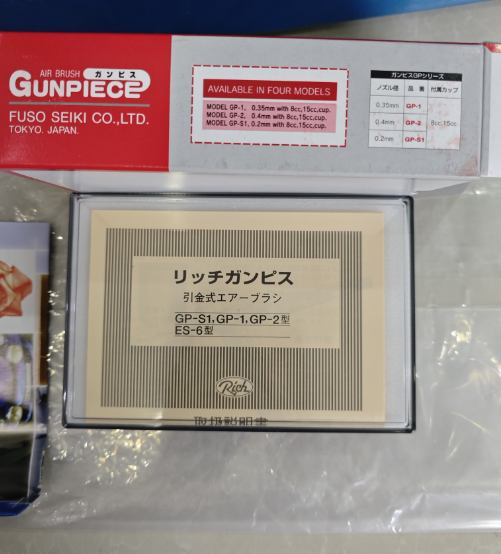 AIR BRUSH ガンピス
GUNPIECE
FUSO SEIKI CO.,LTD.
TOKYO. JAPAN.
AVAILABLE IN FOUR MODELS
MODEL GP-1, 0.35mm with 8cc,15cc,cup.
MODEL GP-2, 0.4mm with 8cc,15cc,cup.
MODEL GP-S1, 0.2mm with 8cc,15cc,cup.
ガンピスGPシリーズ
ノズル径 品番 付属カップ
0.35mm GP-1
0.4mm GP-2 8cc,15cc
0.2mm GP-S1
リッチガンピス
引金式エアーブラシ
GP-S1,GP-1,GP-2型
ES-6型
Rich
取扱説明書